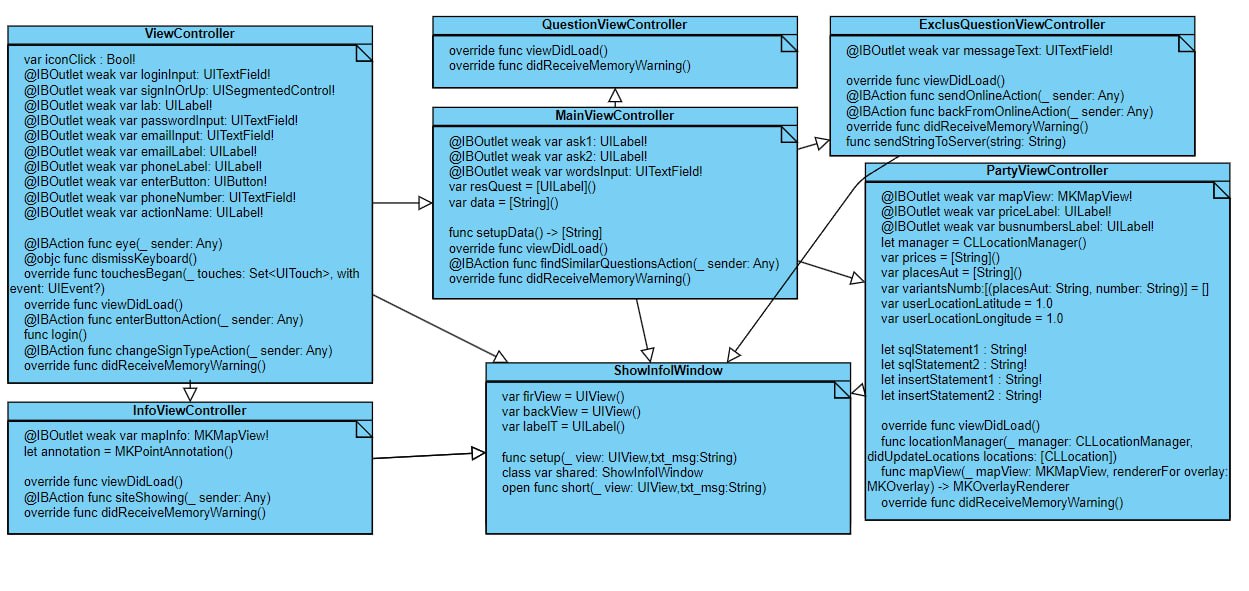 ViewController
var iconClick : Bool!
@IBOutlet weak var loginInput: UITextField!
@IBOutlet weak var signInOrUp: UISegmentedControl!
@IBOutlet weak var lab: UILabel!
@IBOutlet weak var passwordInput: UITextField!
@IBOutlet weak var emailInput: UITextField!
@IBOutlet weak var emailLabel: UILabel!
@IBOutlet weak var phoneLabel: UILabel!
@IBOutlet weak var enterButton: UIButton!
@IBOutlet weak var phoneNumber: UITextField!
@IBOutlet weak var actionName: UILabel!
@IBAction func eye(_ sender: Any)
@objc func dismissKeyboard()
override func touchesBegan(_ touches: Set<UITouch>, with
event: UIEvent?)
override func viewDidLoad()
@IBAction func enterButtonAction(_ sender: Any)
func login()
@IBAction func changeSignTypeAction(_ sender: Any)
override func didReceiveMemoryWarning()
QuestionViewController
override func viewDidLoad()
override func didReceiveMemoryWarning()
ExclusQuestionViewController
@IBOutlet weak var messageText: UITextField!
override func viewDidLoad()
@IBAction func sendOnlineAction(_ sender: Any)
@IBAction func backFromOnlineAction(_ sender: Any)
override func didReceiveMemoryWarning()
func sendStringToServer(string: String)
MainViewController
@IBOutlet weak var ask1: UILabel!
@IBOutlet weak var ask2: UILabel!
@IBOutlet weak var wordsInput: UITextField!
var resQuest = [UILabel]()
var data = [String]()
func setupData() -> [String]
override func viewDidLoad()
@IBAction func findSimilarQuestionsAction(_ sender: Any)
override func didReceiveMemoryWarning()
PartyViewController
@IBOutlet weak var mapView: MKMapView!
@IBOutlet weak var priceLabel: UILabel!
@IBOutlet weak var busnumbersLabel: UILabel!
let manager = CLLocationManager()
var prices = [String]()
var placesAut = [String]()
var variantsNumb:[(placesAut: String, number: String)] = []
var userLocationLatitude = 1.0
var userLocationLongitude = 1.0
let sqlStatement1 : String!
let sqlStatement2 : String!
let insertStatement1 : String!
let insertStatement2 : String!
override func viewDidLoad()
func locationManager(_ manager: CLLocationManager,
didUpdateLocations locations: [CLLocation])
func mapView(_ mapView: MKMapView, rendererFor overlay:
MKOverlay) -> MKOverlayRenderer
override func didReceiveMemoryWarning()
InfoViewController
@IBOutlet weak var mapInfo: MKMapView!
let annotation = MKPointAnnotation()
override func viewDidLoad()
@IBAction func siteShowing(_ sender: Any)
override func didReceiveMemoryWarning()
ShowInfolWindow
var firView = UIView()
var backView = UIView()
var labelT = UILabel()
func setup(_ view: UIView,txt_msg:String)
class var shared: ShowInfolWindow
open func short(_ view: UIView,txt_msg:String)